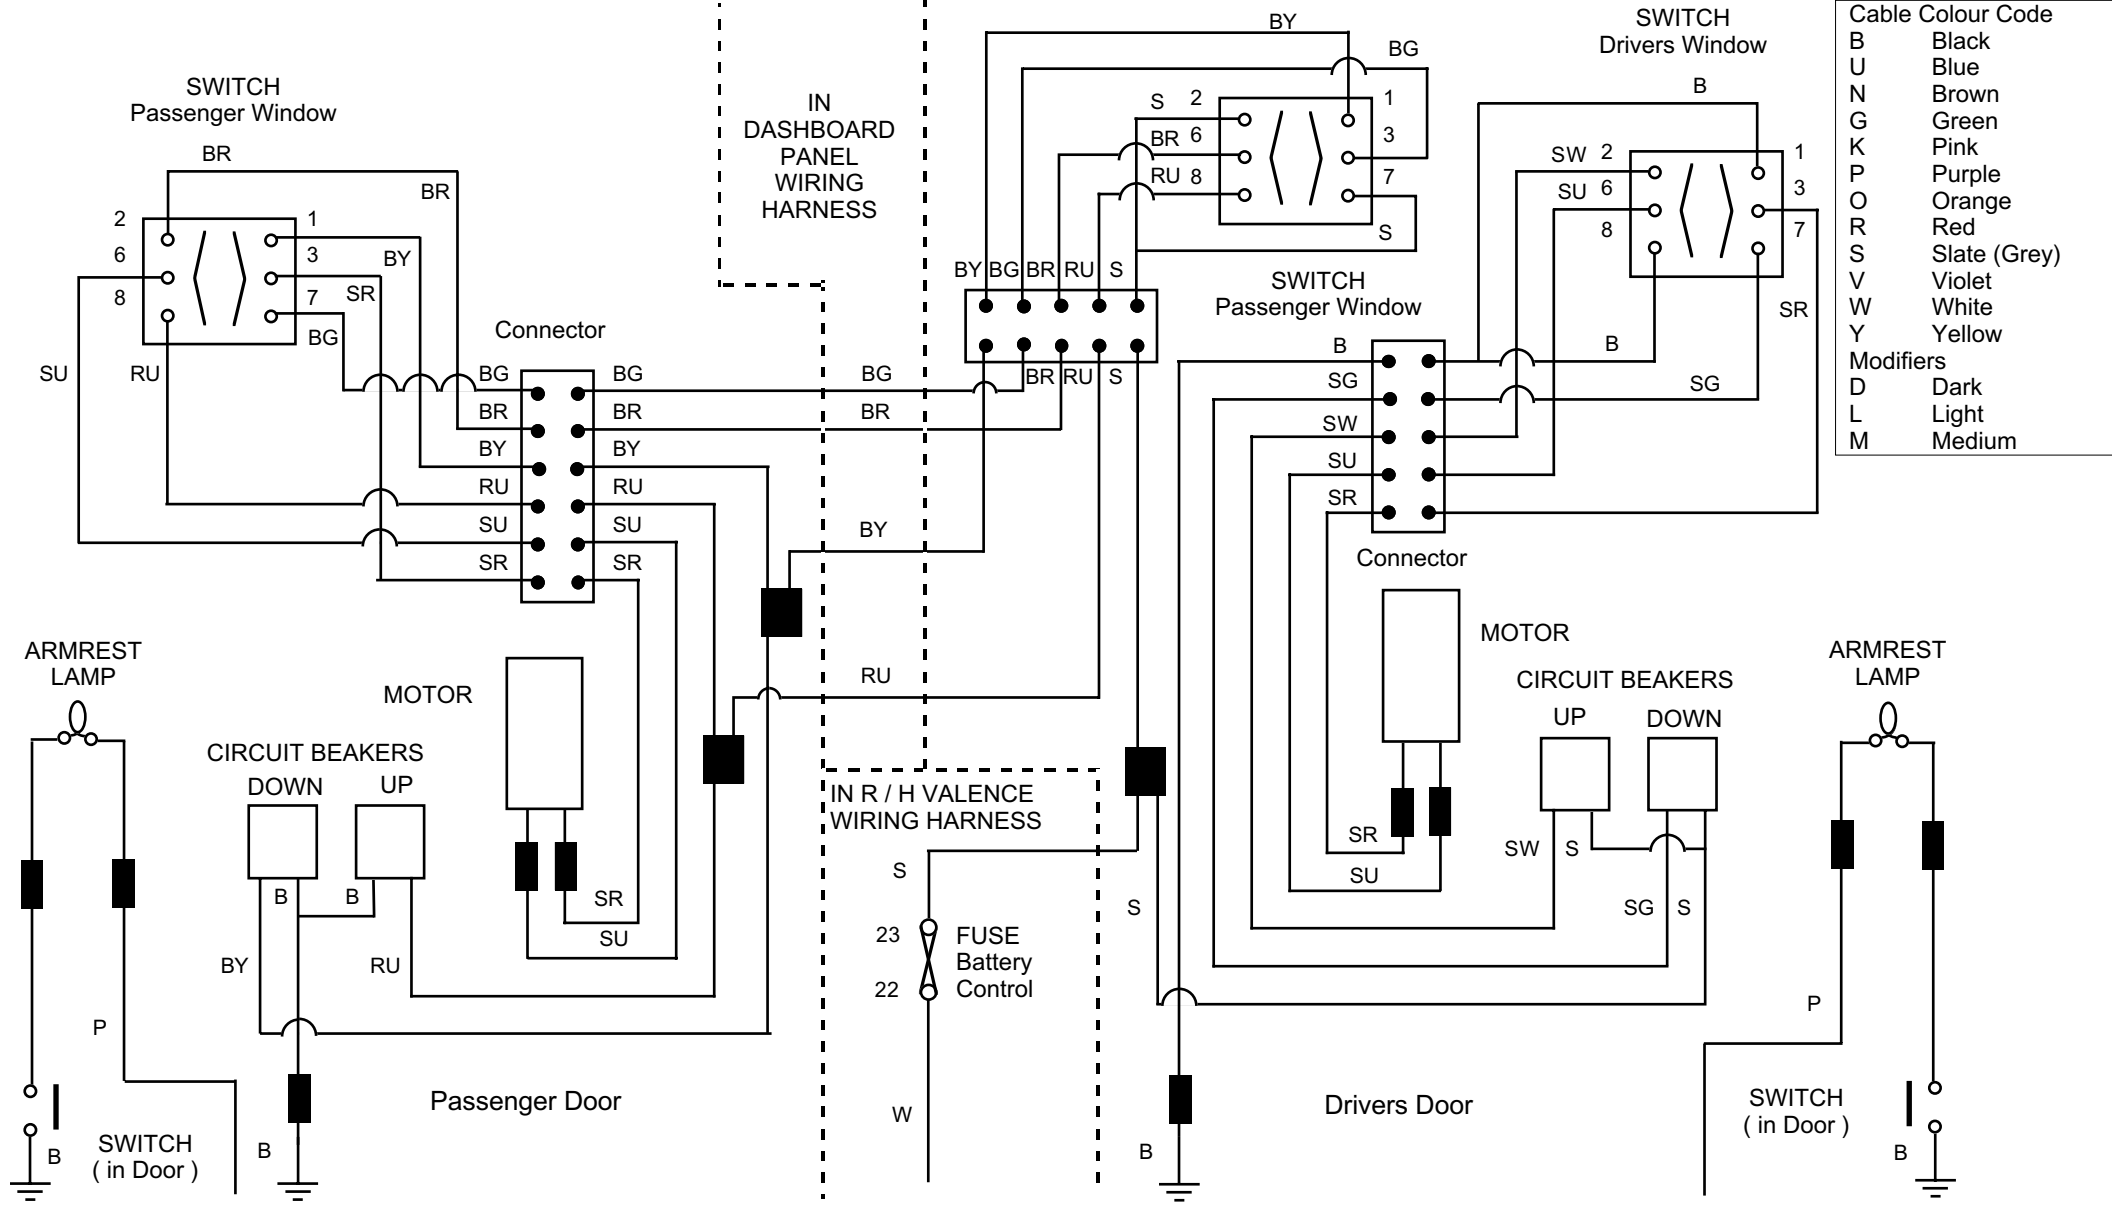 SWITCH
Passenger Window
BR
BR
2
1
6
3
BY
8
7
SR
BG
SU
RU
Connector
BG
BR
BY
RU
SU
SR
BG
BR
BY
RU
SU
SR
BG
BR
BY
RU
IN
DASHBOARD
PANEL
WIRING
HARNESS
BY
BG
S
2
1
BR
6
3
RU
8
7
S
BY
BG
BR
RU
S
BR
RU
S
SWITCH
Passenger Window
SWITCH
Drivers Window
B
SW
2
1
SU
6
3
8
7
SR
B
SG
B
SG
SW
SU
SR
Connector
Cable Colour Code
B Black
U Blue
N Brown
G Green
K Pink
P Purple
O Orange
R Red
S Slate (Grey)
V Violet
W White
Y Yellow
Modifiers
D Dark
L Light
M Medium
ARMREST
LAMP
MOTOR
CIRCUIT BEAKERS
DOWN
UP
B
B
SR
SU
BY
RU
P
SWITCH
( in Door )
B
B
Passenger Door
IN R / H VALENCE
WIRING HARNESS
S
23
FUSE
Battery
22
Control
W
S
B
MOTOR
CIRCUIT BEAKERS
UP
DOWN
SR
SU
SW
S
SG
S
Drivers Door
ARMREST
LAMP
P
SWITCH
( in Door )
B